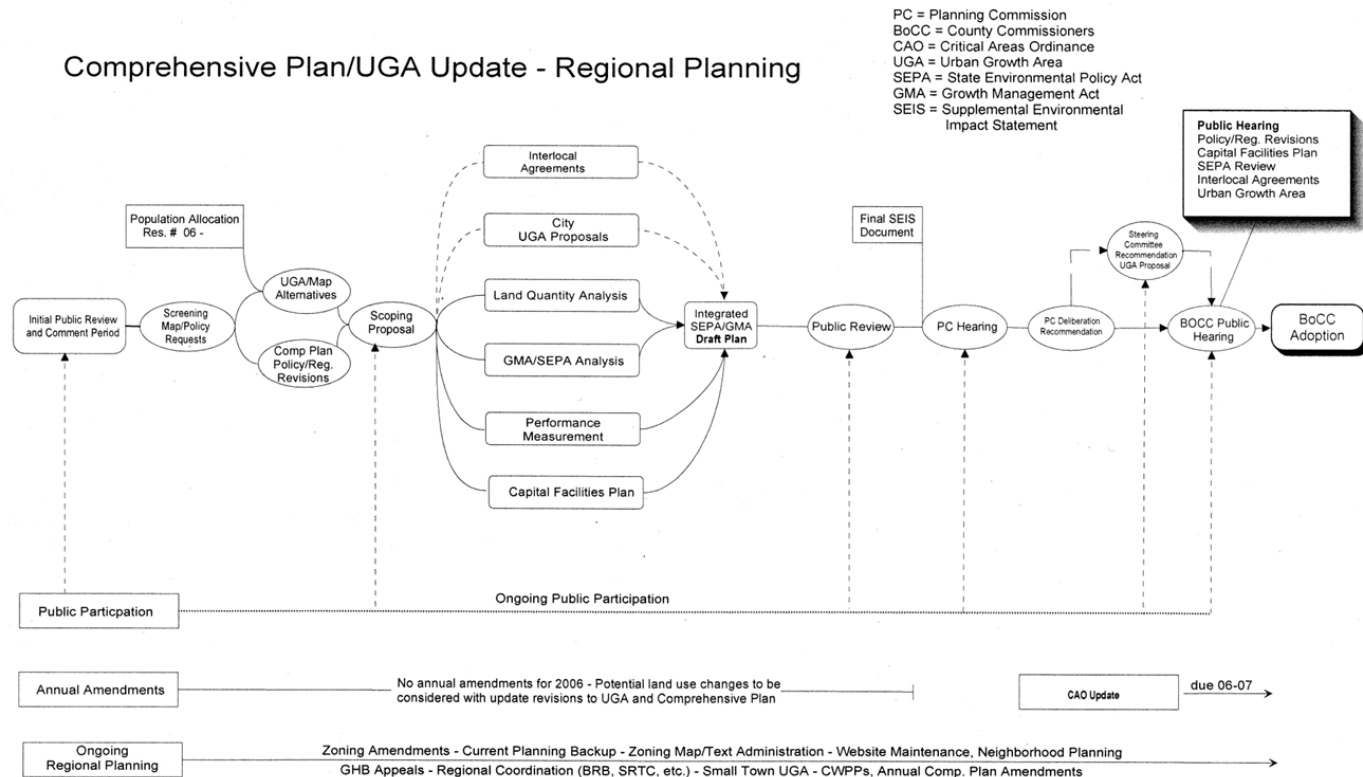 PC = Planning Commission
BoCC = County Commissioners
CAO = Critical Areas Ordinance
UGA = Urban Growth Area
SEPA = State Environmental Policy Act
GMA = Growth Management Act
SEIS = Supplemental Environmental
Impact Statement
Comprehensive Plan/UGA Update - Regional Planning
Public Hearing
Policy/Reg. Revisions
Capital Facilities Plan
SEPA Review
Interlocal Agreements
Urban Growth Area
Initial Public Review
and Comment Period
Screening
Map/Policy
Requests
Population Allocation
Res. # 06 -
UGA/Map
Alternatives
Comp Plan
Policy/Reg.
Revisions
Scoping
Proposal
Interlocal
Agreements
City
UGA Proposals
Land Quantity Analysis
GMA/SEPA Analysis
Performance
Measurement
Capital Facilities Plan
Integrated
SEPA/GMA
Draft Plan
Public Review
Final SEIS
Document
PC Hearing
PC Deliberation
Recommendation
Steering
Committee
Recommendation
UGA Proposal
BOCC Public
Hearing
BoCC
Adoption
Public Particpation
Ongoing Public Participation
Annual Amendments
No annual amendments for 2006 - Potential land use changes to be
considered with update revisions to UGA and Comprehensive Plan
CAO Update
due 06-07
Ongoing
Regional Planning
Zoning Amendments - Current Planning Backup - Zoning Map/Text Administration - Website Maintenance, Neighborhood Planning
GHB Appeals - Regional Coordination (BRB, SRTC, etc.) - Small Town UGA - CWPPs, Annual Comp. Plan Amendments